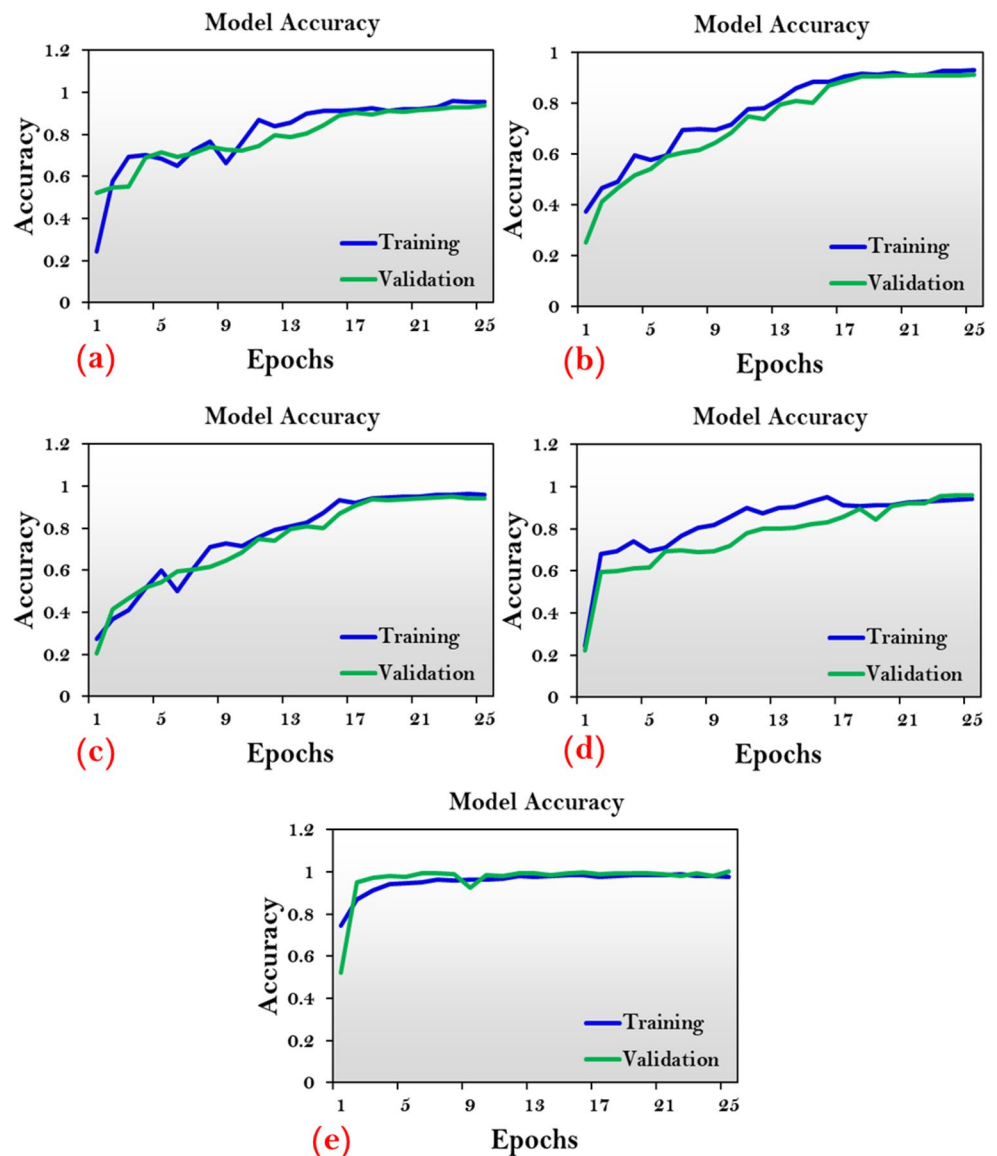 Model Accuracy
1.2
1
0.8
0.6
0.4
0.2
0
Accuracy
Training
Validation
1 5 9 13 17 21 25
(a) Epochs
Model Accuracy
1
0.8
0.6
0.4
0.2
0
Accuracy
Training
Validation
1 5 9 13 17 21 25
(b) Epochs
Model Accuracy
1.2
1
0.8
0.6
0.4
0.2
0
Accuracy
Training
Validation
1 5 9 13 17 21 25
(c) Epochs
Model Accuracy
1.2
1
0.8
0.6
0.4
0.2
0
Accuracy
Training
Validation
1 5 9 13 17 21 25
(d) Epochs
Model Accuracy
1.2
1
0.8
0.6
0.4
0.2
0
Accuracy
Training
Validation
1 5 9 13 17 21 25
(e) Epochs